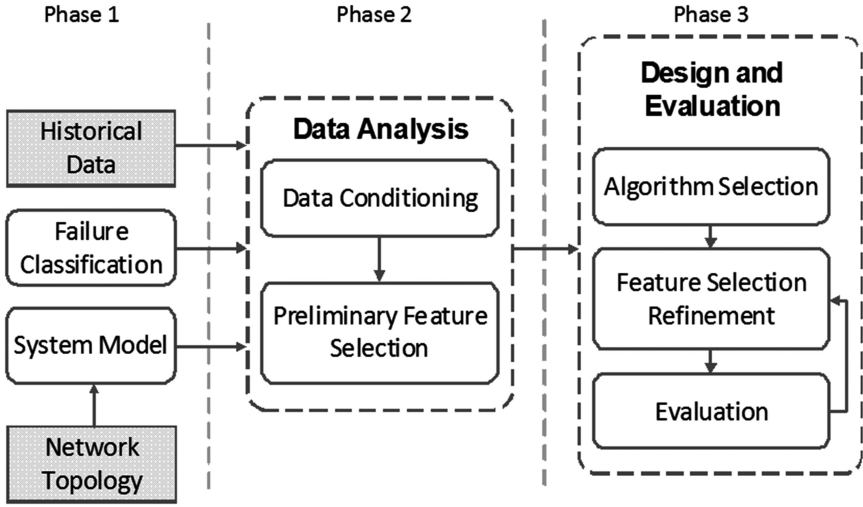 Phase 1
Phase 2
Phase 3
Historical
Data
Failure
Classification
System Model
Network
Topology
Data Analysis
Data Conditioning
Preliminary Feature
Selection
Design and
Evaluation
Algorithm Selection
Feature Selection
Refinement
Evaluation